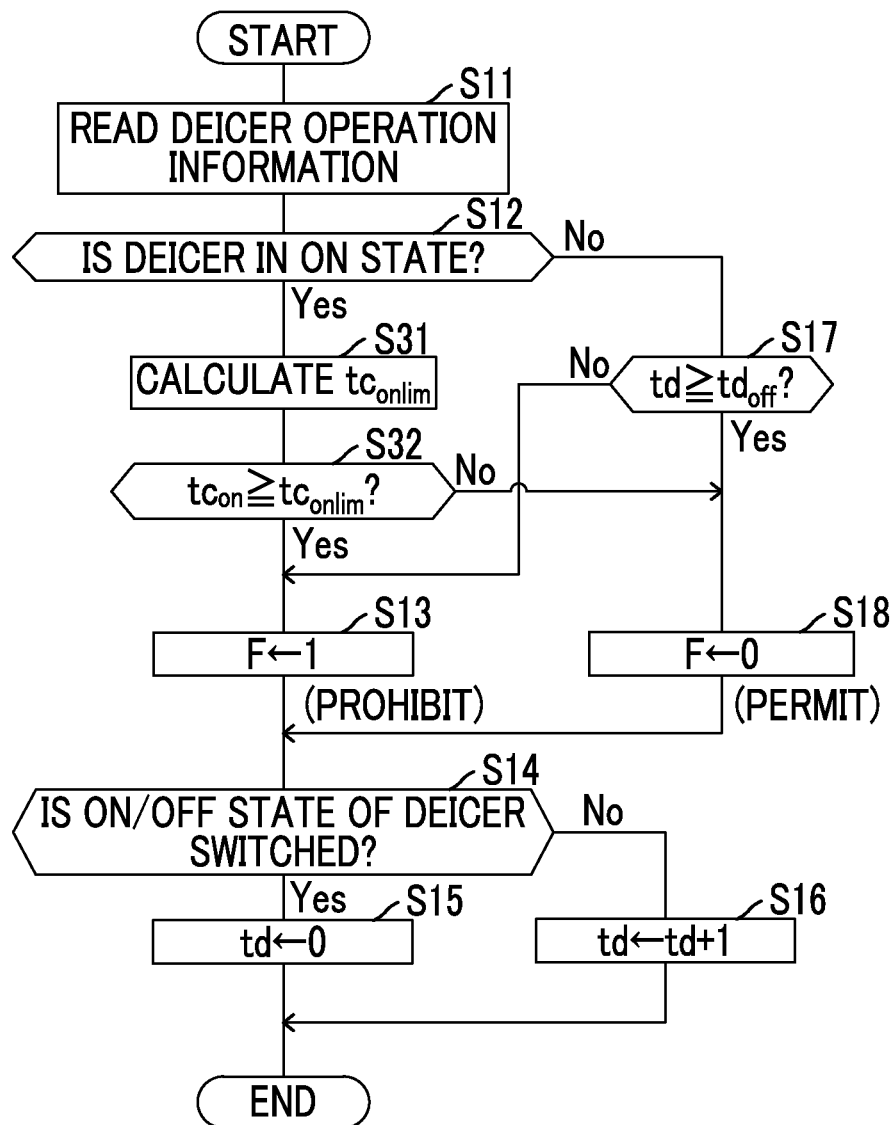 START
S11
READ DEICER OPERATION
INFORMATION
S12
IS DEICER IN ON STATE?
No
Yes
S31
CALCULATE tc_onlim
S17
td≧td_off?
No
Yes
S32
tc_on≧tc_onlim?
No
Yes
S13
F←1
(PROHIBIT)
S18
F←0
(PERMIT)
S14
IS ON/OFF STATE OF DEICER
SWITCHED?
No
Yes
S15
td←0
S16
td←td+1
END